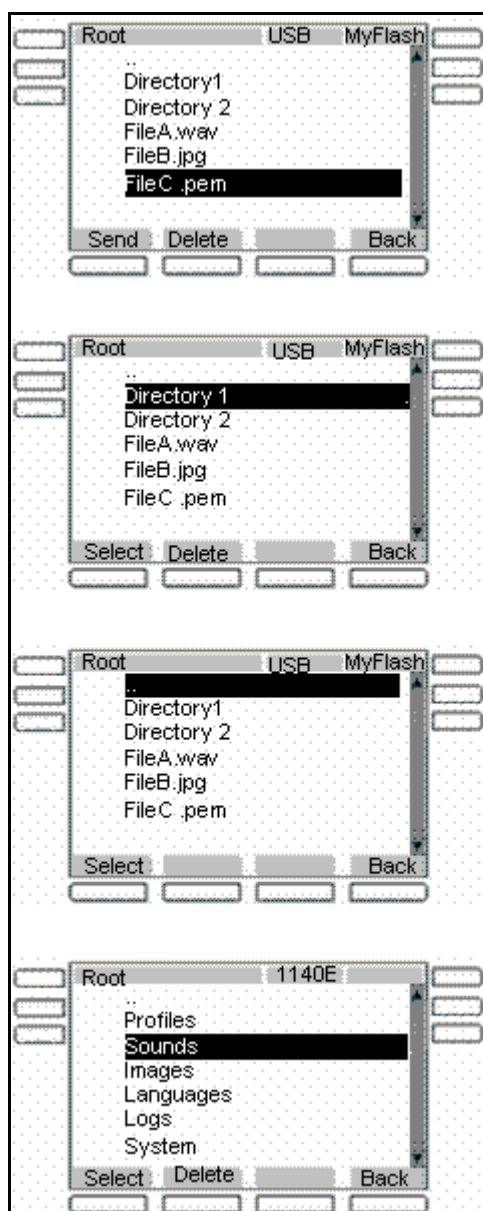 Root USB MyFlash
..
Directory1
Directory 2
FileA.wav
FileB.jpg
FileC .pem
Send Delete Back
Root USB MyFlash
..
Directory 1
Directory 2
FileA.wav
FileB.jpg
FileC .pem
Select Delete Back
Root USB MyFlash
..
Directory1
Directory 2
FileA.wav
FileB.jpg
FileC .pem
Select Back
Root 1140E
..
Profiles
Sounds
Images
Languages
Logs
System
Select Delete Back